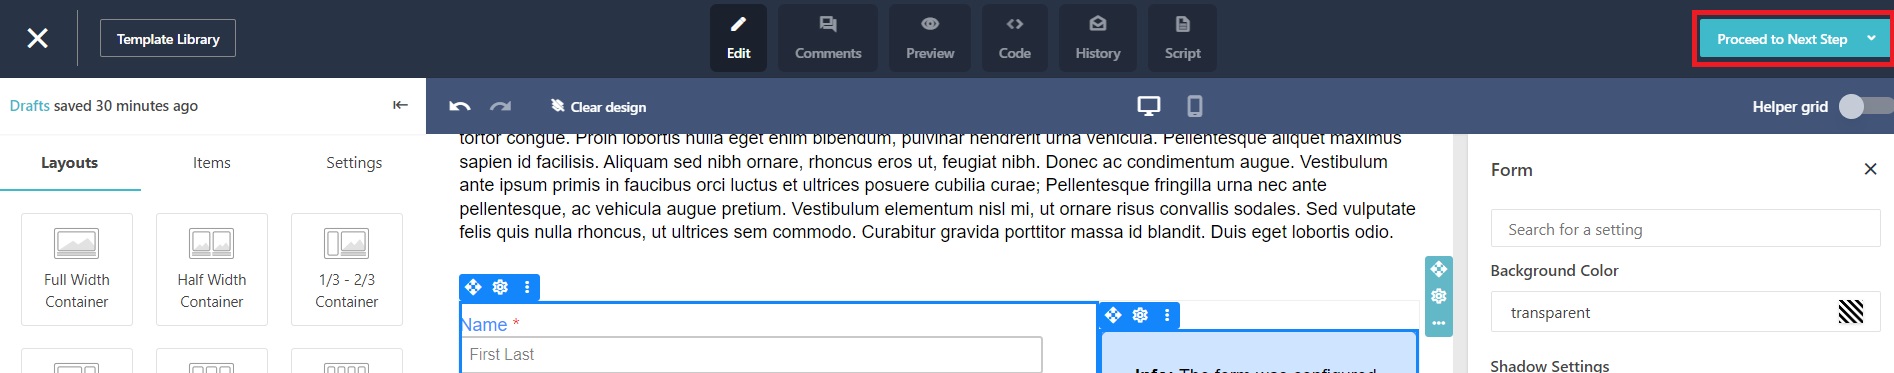 Template Library
Edit
Comments
Preview
Code
History
Script
Proceed to Next Step
Drafts saved 30 minutes ago
Clear design
Helper grid
Layouts
Items
Settings
Full Width
Container
Half Width
Container
1/3 - 2/3
Container
tortor congue. Proin lobortis nulla eget enim bibendum, pulvinar hendrerit urna vehicula. Pellentesque aliquet maximus
sapien id facilisis. Aliquam sed nibh ornare, rhoncus eros ut, feugiat nibh. Donec ac condimentum augue. Vestibulum
ante ipsum primis in faucibus orci luctus et ultrices posuere cubilia curae; Pellentesque fringilla urna nec ante
pellentesque, ac vehicula augue pretium. Vestibulum elementum nisl mi, ut ornare risus convallis sodales. Sed vulputate
felis quis nulla rhoncus, ut ultrices sem commodo. Curabitur gravida porttitor massa id blandit. Duis eget lobortis odio.
Name *
First Last
Info: The form was configured
Form
Search for a setting
Background Color
transparent
Shadow Settings